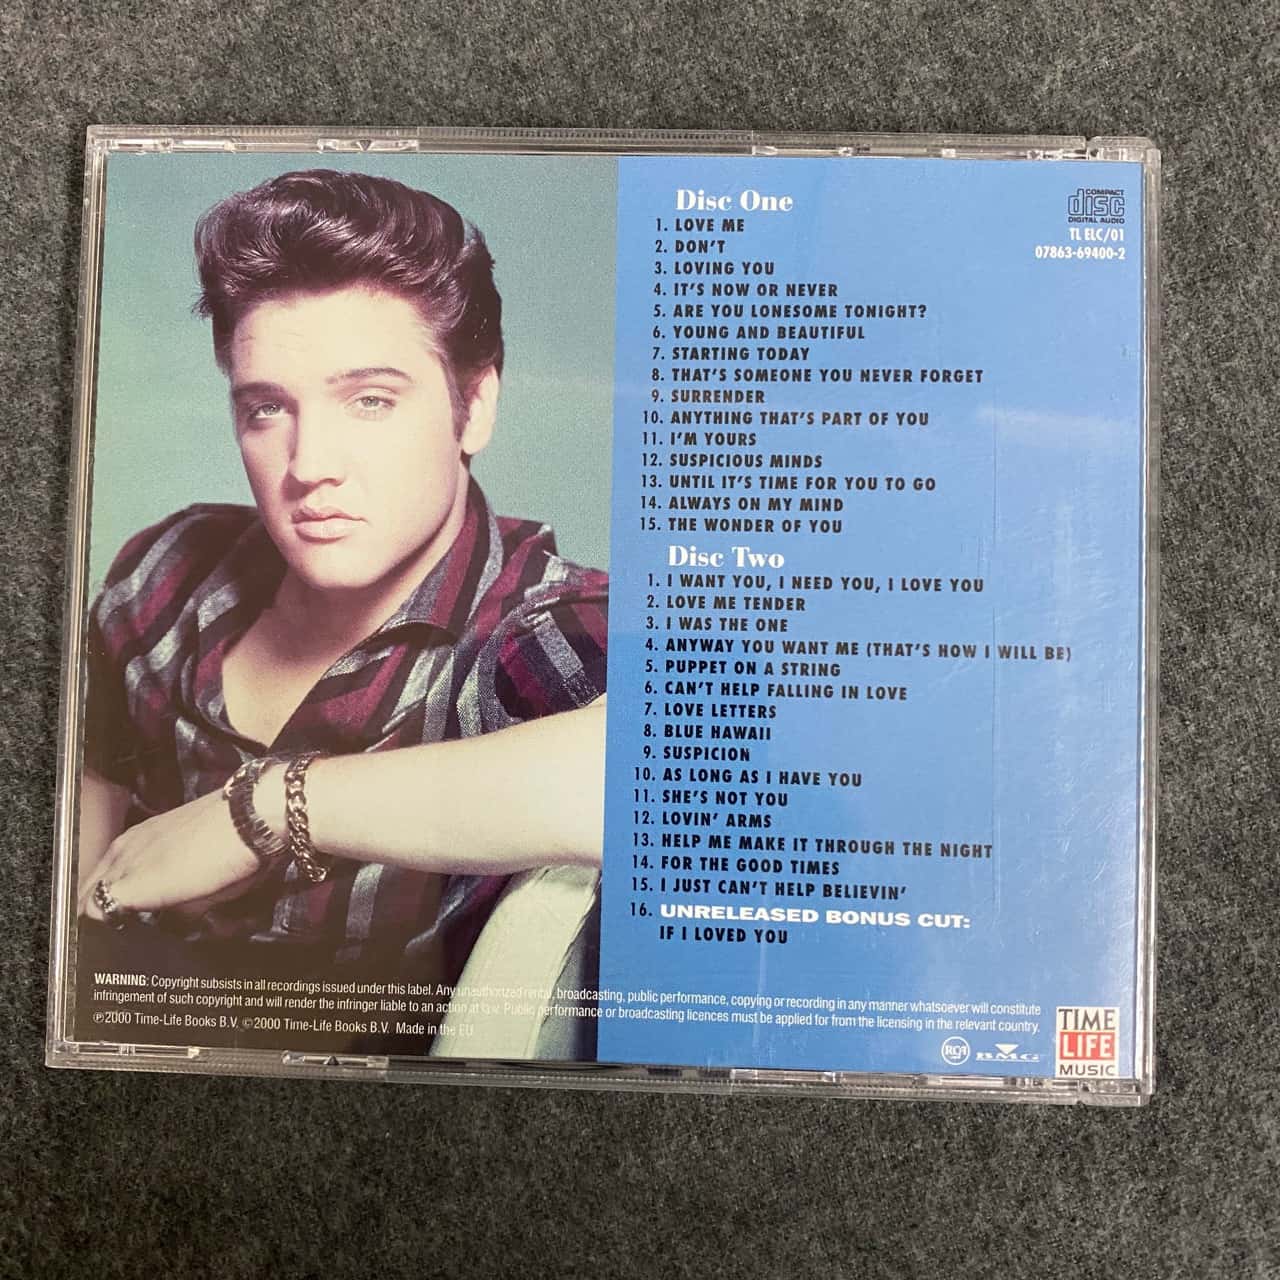 Disc One
1. LOVE ME
2. DON'T
3. LOVING YOU
4. IT'S NOW OR NEVER
5. ARE YOU LONESOME TONIGHT?
6. YOUNG AND BEAUTIFUL
7. STARTING TODAY
8. THAT'S SOMEONE YOU NEVER FORGET
9. SURRENDER
10. ANYTHING THAT'S PART OF YOU
11. I'M YOURS
12. SUSPICIOUS MINDS
13. UNTIL IT'S TIME FOR YOU TO GO
14. ALWAYS ON MY MIND
15. THE WONDER OF YOU
COMPACT
disc
DIGITAL AUDIO
TL ELC/01
07863-69400-2
Disc Two
1. I WANT YOU, I NEED YOU, I LOVE YOU
2. LOVE ME TENDER
3. I WAS THE ONE
4. ANYWAY YOU WANT ME (THAT'S HOW I WILL BE)
5. PUPPET ON A STRING
6. CAN'T HELP FALLING IN LOVE
7. LOVE LETTERS
8. BLUE HAWAII
9. SUSPICION
10. AS LONG AS I HAVE YOU
11. SHE'S NOT YOU
12. LOVIN' ARMS
13. HELP ME MAKE IT THROUGH THE NIGHT
14. FOR THE GOOD TIMES
15. I JUST CAN'T HELP BELIEVIN'
16. UNRELEASED BONUS CUT:
IF I LOVED YOU
WARNING: Copyright subsists in all recordings issued under this label. Any unauthorized rental, broadcasting, public performance, copying or recording in any manner whatsoever will constitute
infringement of such copyright and will render the infringer liable to an action at law. Public performance or broadcasting licences must be applied for from the licensing in the relevant country.
℗2000 Time-Life Books B.V. ©2000 Time-Life Books B.V. Made in the EU
RCA
BMG
TIME
LIFE
MUSIC